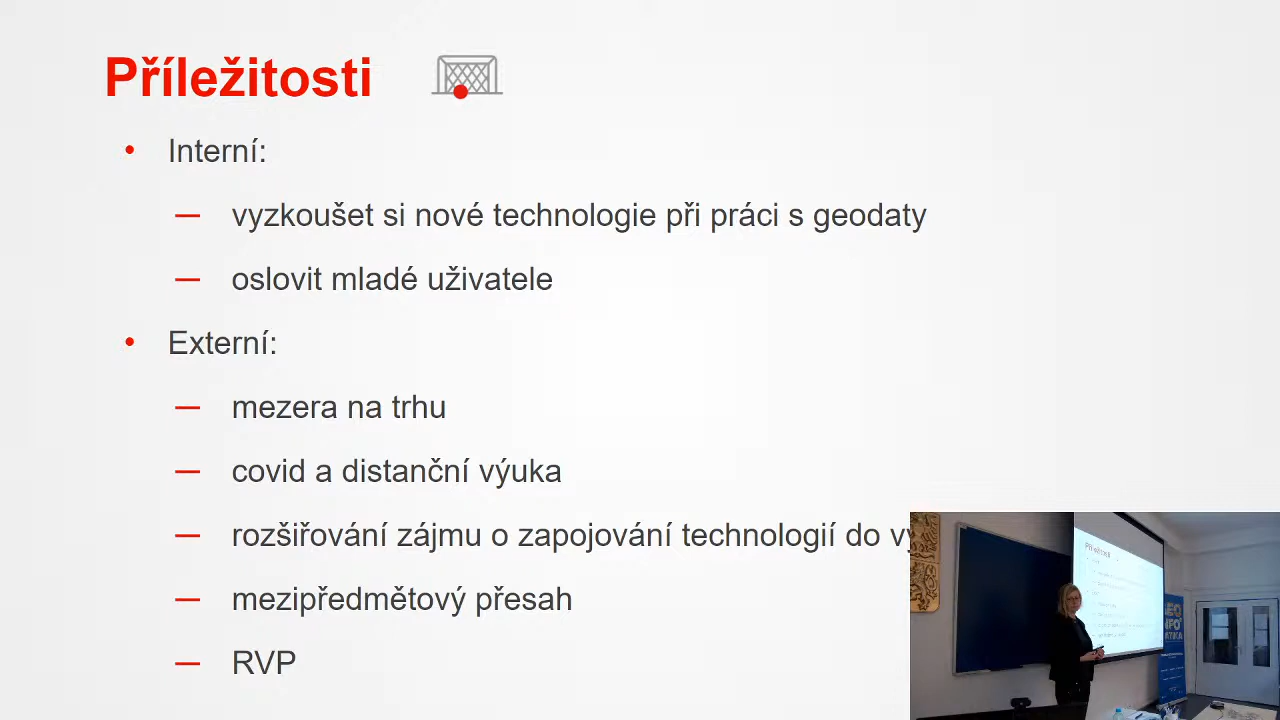 Příležitosti
Interní:
vyzkoušet si nové technologie při práci s geodaty
oslovit mladé uživatele
Externí:
mezera na trhu
covid a distanční výuka
rozšiřování zájmu o zapojování technologií do
mezipředmětový přesah
RVP
Příležitosti